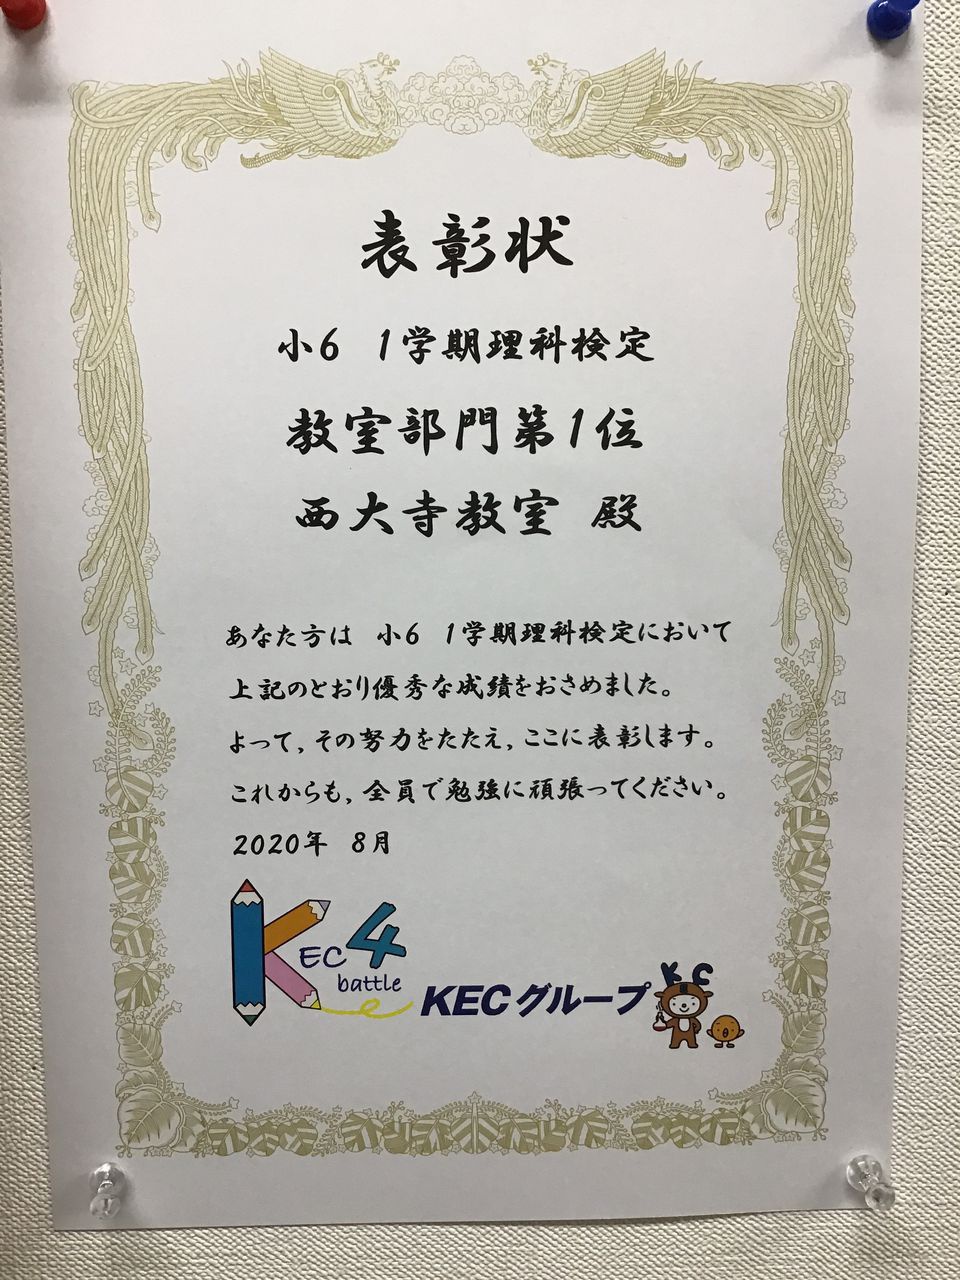 表彰状
小6 1学期理科検定
教室部門第1位
西大寺教室 殿
あなた方は 小6 1学期理科検定において
上記のとおり優秀な成績をおさめました。
よって,その努力をたたえ,ここに表彰します。
これからも,全員で勉強に頑張ってください。
2020年 8月
KEC4
battle
KECグループ
KC